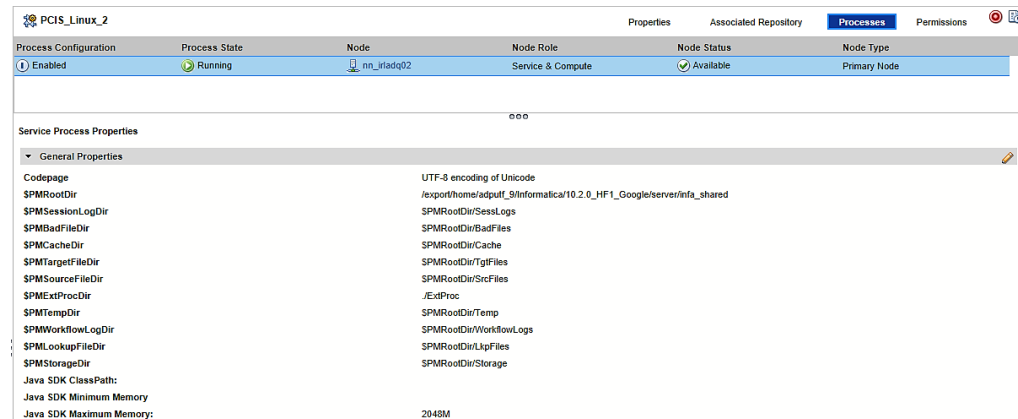 PCIS_Linux_2 Properties Associated Repository Processes Permissions
Process Configuration Process State Node Node Role Node Status Node Type
Enabled Running nn_irladq02 Service & Compute Available Primary Node
Service Process Properties
General Properties
Codepage UTF-8 encoding of Unicode
$PMRootDir /export/home/adputf_9/Informatica/10.2.0_HF1_Google/server/infa_shared
$PMSessionLogDir $PMRootDir/SessLogs
$PMBadFileDir $PMRootDir/BadFiles
$PMCacheDir $PMRootDir/Cache
$PMTargetFileDir $PMRootDir/TgtFiles
$PMSourceFileDir $PMRootDir/SrcFiles
$PMExtProcDir ./ExtProc
$PMTempDir $PMRootDir/Temp
$PMWorkflowLogDir $PMRootDir/WorkflowLogs
$PMLookupFileDir $PMRootDir/LkpFiles
$PMStorageDir $PMRootDir/Storage
Java SDK ClassPath:
Java SDK Minimum Memory
Java SDK Maximum Memory: 2048M